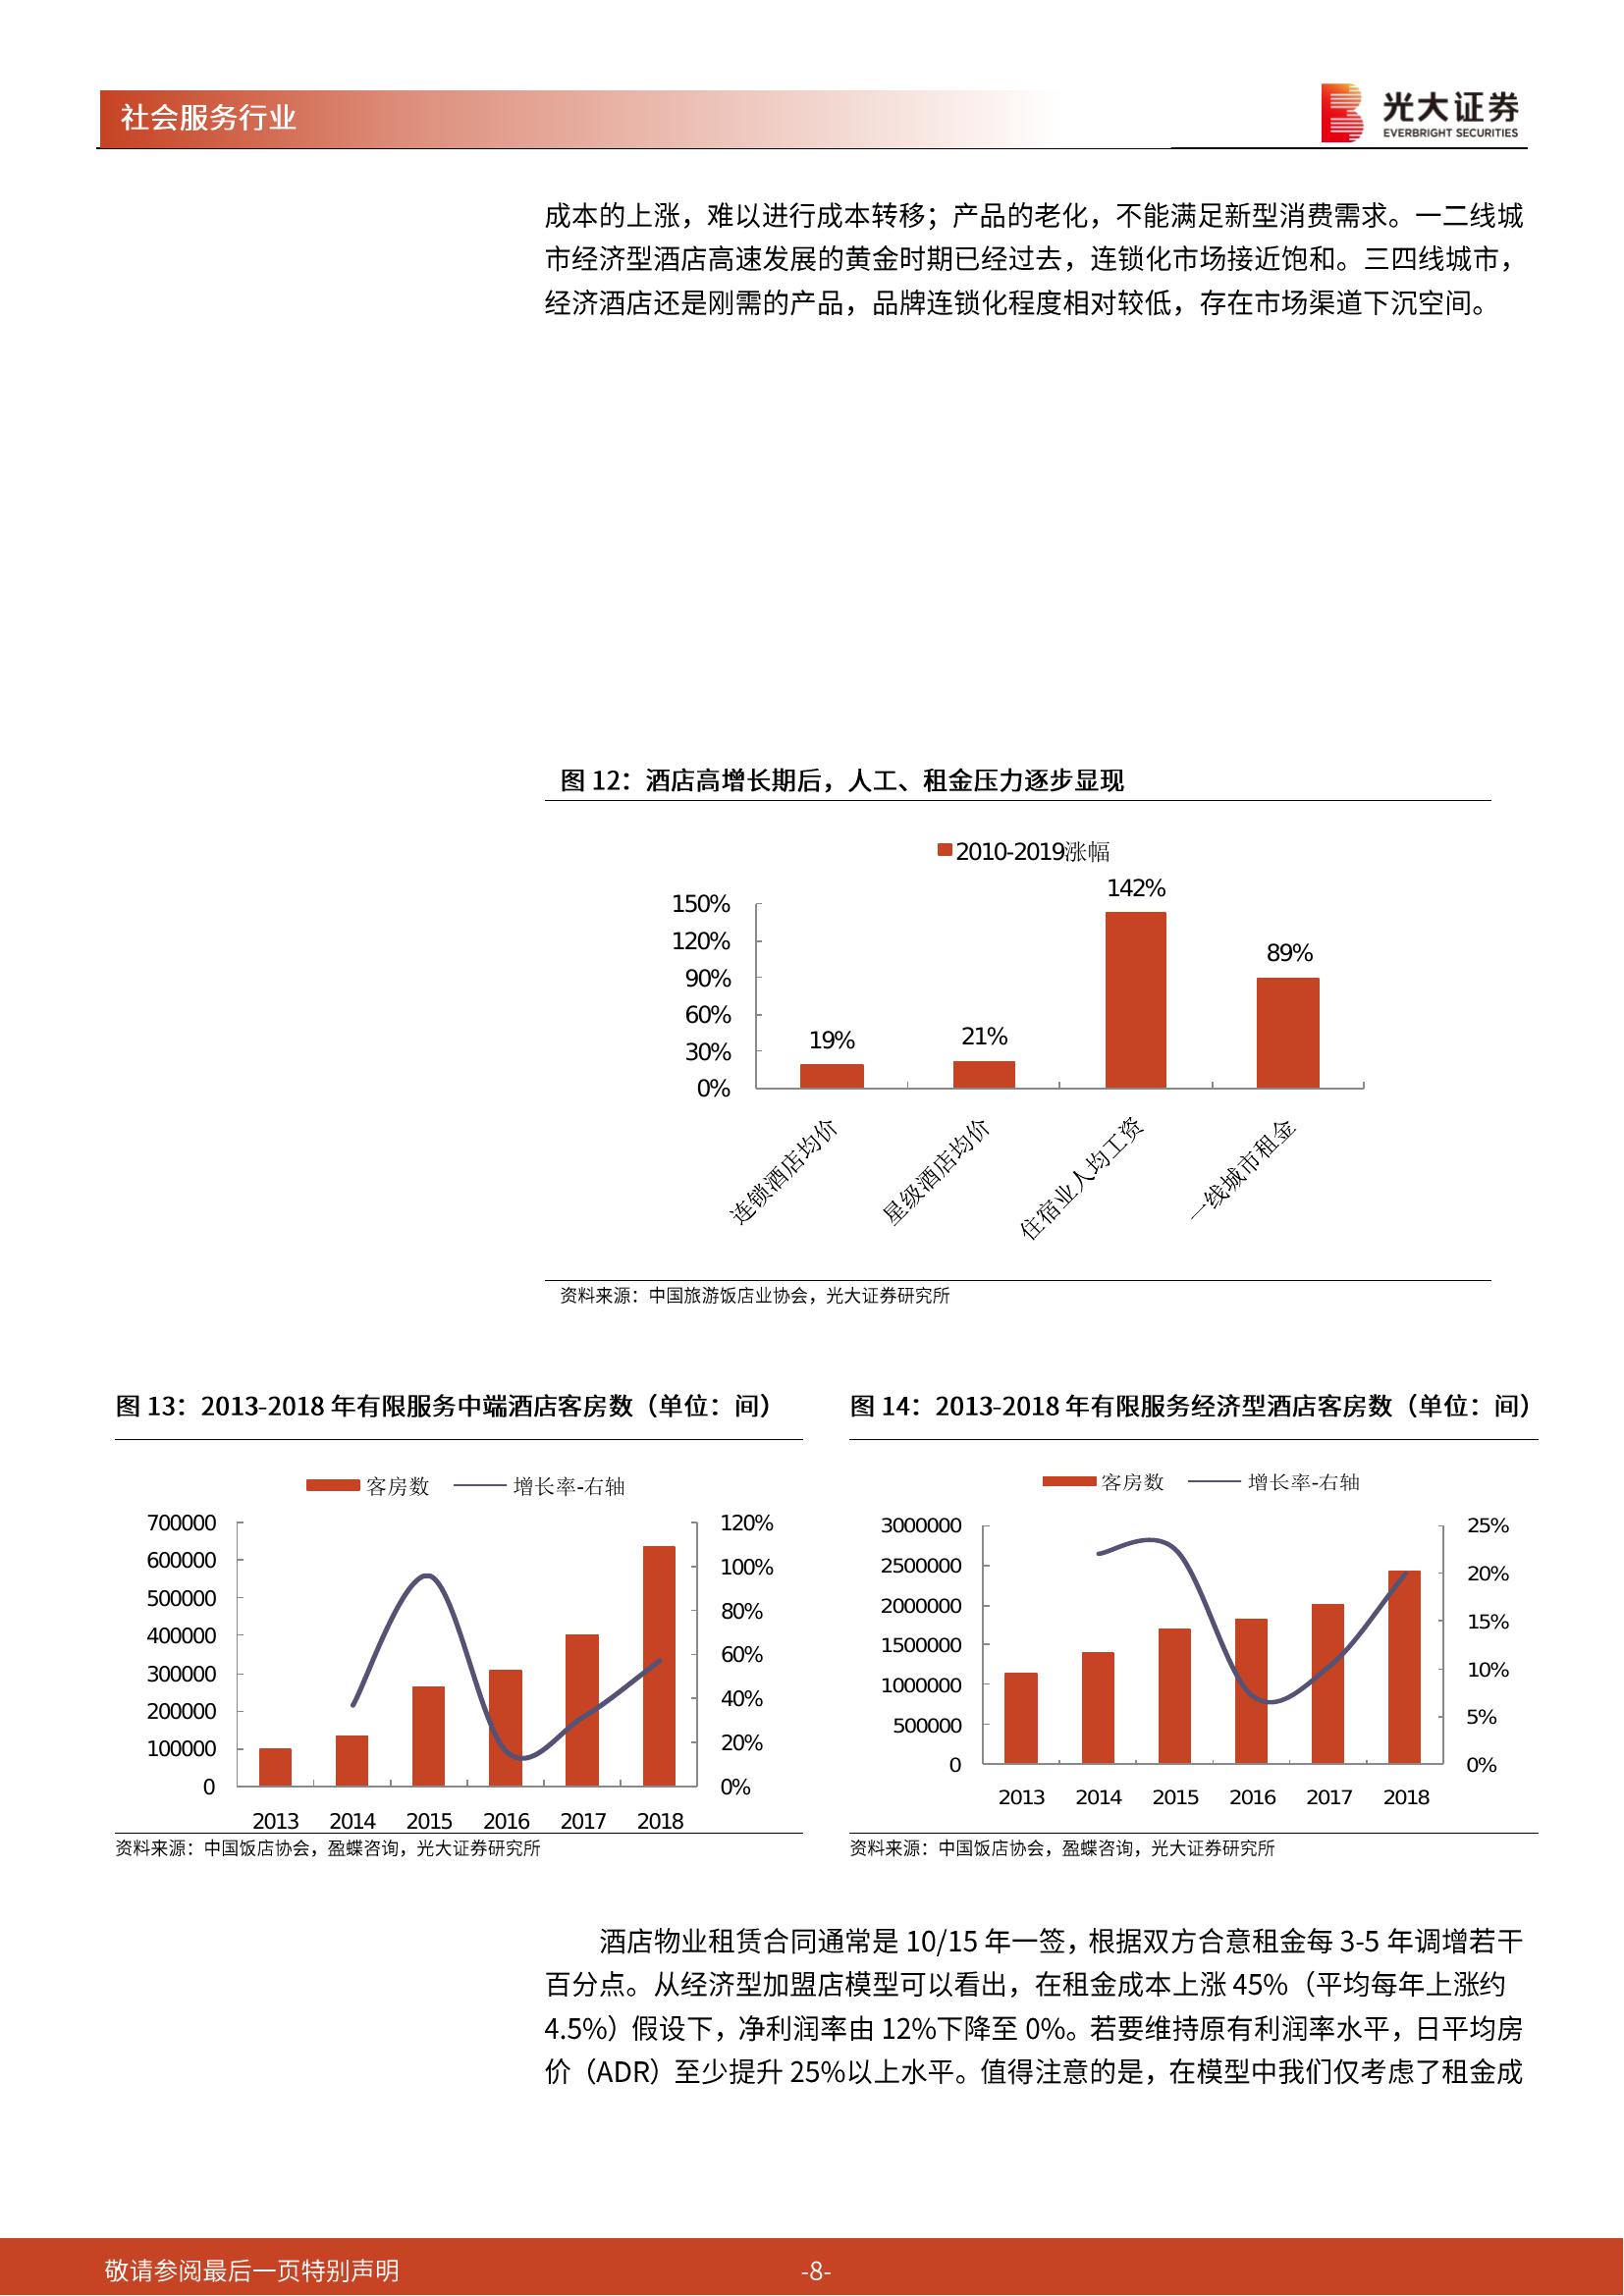 社会服务行业
光大证券
EVERBRIGHT SECURITIES
成本的上涨，难以进行成本转移；产品的老化，不能满足新型消费需求。一二线城
市经济型酒店高速发展的黄金时期已经过去，连锁化市场接近饱和。三四线城市，
经济酒店还是刚需的产品，品牌连锁化程度相对较低，存在市场渠道下沉空间。
图 12：酒店高增长期后，人工、租金压力逐步显现
2010-2019涨幅
150%
120%
90%
60%
30%
0%
19%
21%
142%
89%
连锁酒店均价
星级酒店均价
住宿业人均工资
一线城市租金
资料来源：中国旅游饭店业协会，光大证券研究所
图 13：2013-2018 年有限服务中端酒店客房数（单位：间）
客房数 增长率-右轴
700000
600000
500000
400000
300000
200000
100000
0
120%
100%
80%
60%
40%
20%
0%
2013 2014 2015 2016 2017 2018
资料来源：中国饭店协会，盈蝶咨询，光大证券研究所
图 14：2013-2018 年有限服务经济型酒店客房数（单位：间）
客房数 增长率-右轴
3000000
2500000
2000000
1500000
1000000
500000
0
25%
20%
15%
10%
5%
0%
2013 2014 2015 2016 2017 2018
资料来源：中国饭店协会，盈蝶咨询，光大证券研究所
酒店物业租赁合同通常是 10/15 年一签，根据双方合意租金每 3-5 年调增若干
百分点。从经济型加盟店模型可以看出，在租金成本上涨 45%（平均每年上涨约
4.5%）假设下，净利润率由 12%下降至 0%。若要维持原有利润率水平，日平均房
价（ADR）至少提升 25%以上水平。值得注意的是，在模型中我们仅考虑了租金成
敬请参阅最后一页特别声明
-8-